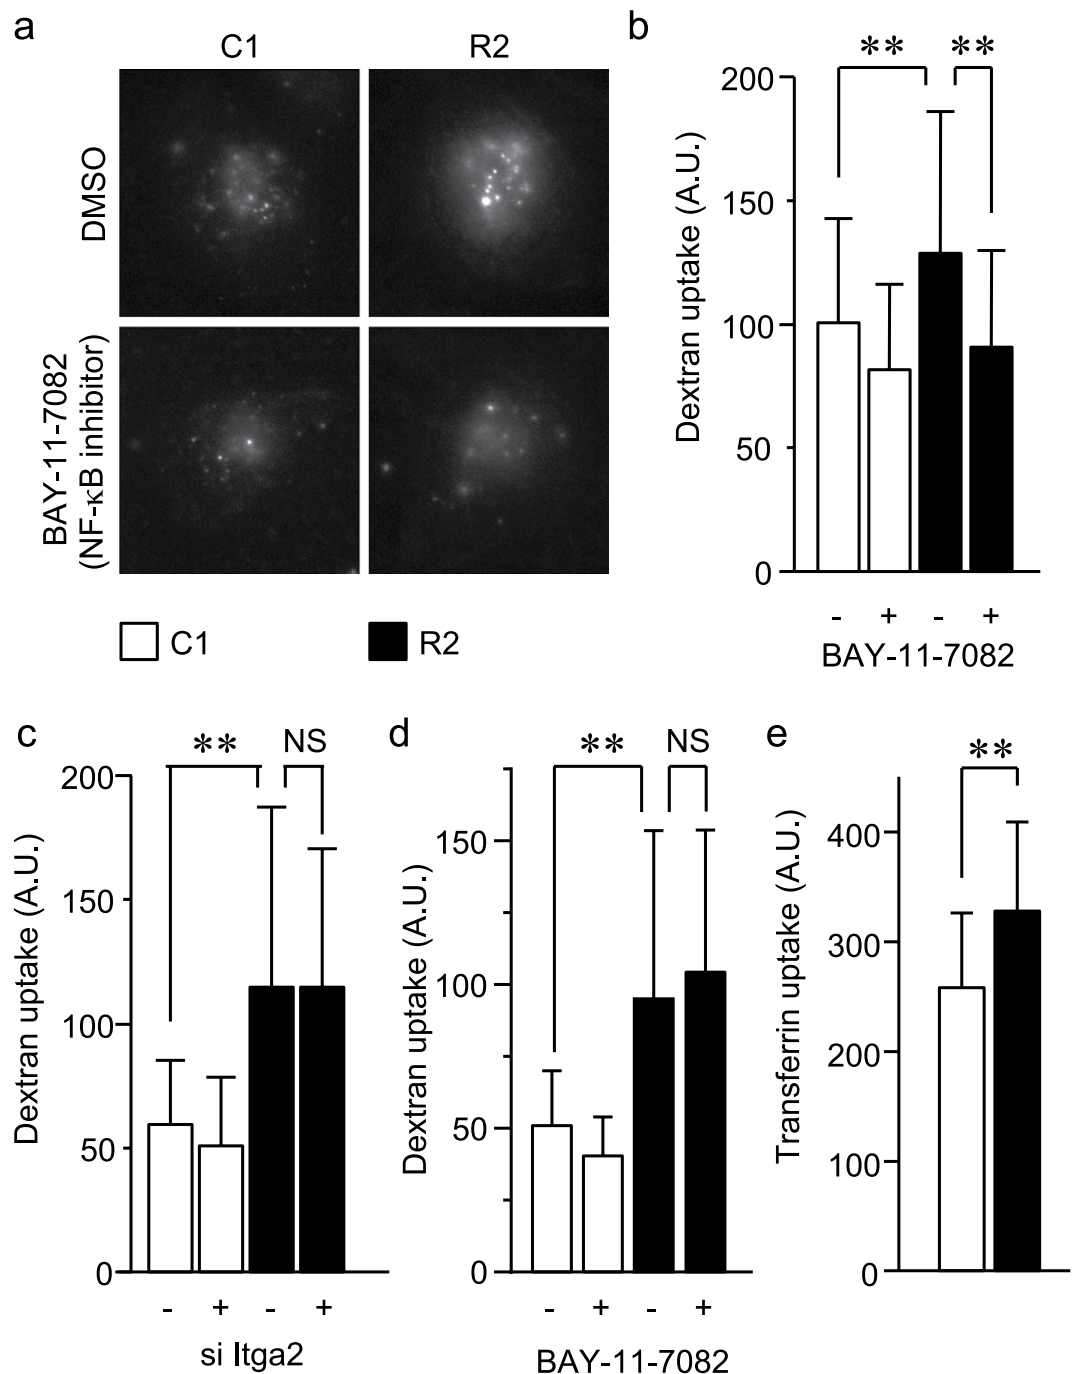 a
C1
R2
DMSO
BAY-11-7082
(NF-κB inhibitor)
C1
R2
b
** **
200
150
100
50
0
Dextran uptake (A.U.)
- + - +
BAY-11-7082
c
** NS
200
150
100
50
0
Dextran uptake (A.U.)
- + - +
si Itga2
d
** NS
150
100
50
0
Dextran uptake (A.U.)
- + - +
BAY-11-7082
e
**
400
300
200
100
0
Transferrin uptake (A.U.)